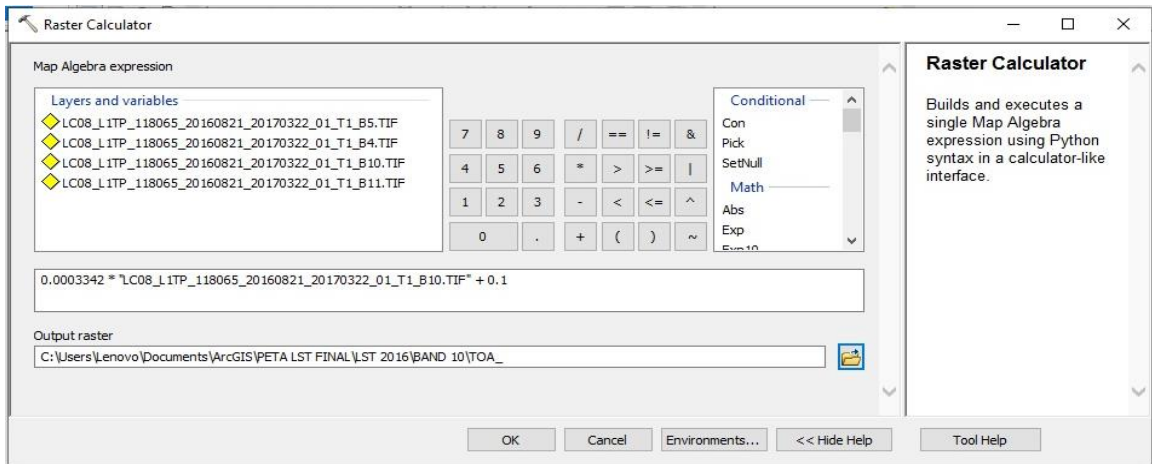 Raster Calculator
Map Algebra expression
Layers and variables
LC08_L1TP_118065_20160821_20170322_01_T1_B5.TIF
LC08_L1TP_118065_20160821_20170322_01_T1_B4.TIF
LC08_L1TP_118065_20160821_20170322_01_T1_B10.TIF
LC08_L1TP_118065_20160821_20170322_01_T1_B11.TIF
7 8 9 / == != &
4 5 6 * > >= |
1 2 3 - < <= ^
0 . + ( ) ~
Conditional
Con
Pick
SetNull
Math
Abs
Exp
Exp10
0.0003342 * "LC08_L1TP_118065_20160821_20170322_01_T1_B10.TIF" + 0.1
Output raster
C:\Users\Lenovo\Documents\ArcGIS\PETA LST FINAL\LST 2016\BAND 10\TOA_
OK Cancel Environments... << Hide Help Tool Help
Raster Calculator
Builds and executes a
single Map Algebra
expression using Python
syntax in a calculator-like
interface.